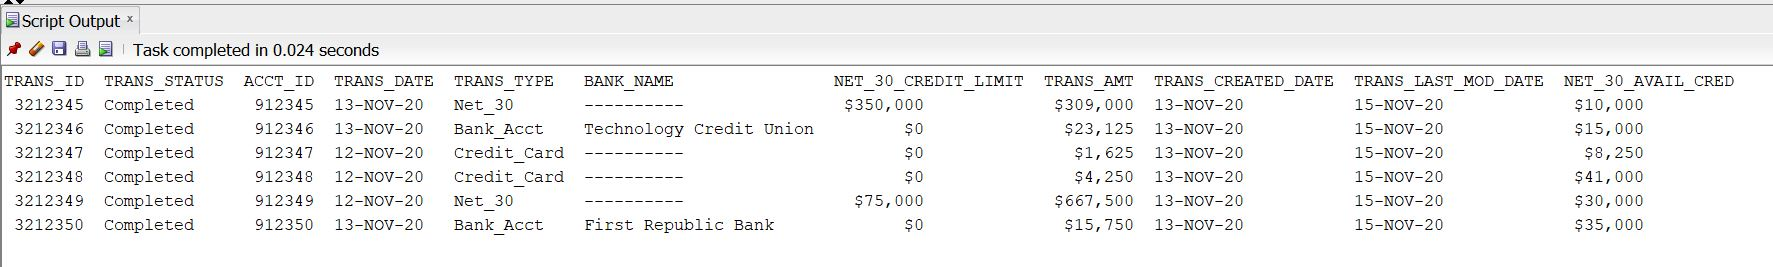 Script Output x
Task completed in 0.024 seconds
TRANS_ID TRANS_STATUS ACCT_ID TRANS_DATE TRANS_TYPE BANK_NAME NET_30_CREDIT_LIMIT TRANS_AMT TRANS_CREATED_DATE TRANS_LAST_MOD_DATE NET_30_AVAIL_CRED
3212345 Completed 912345 13-NOV-20 Net_30 ---------- $350,000 $309,000 13-NOV-20 15-NOV-20 $10,000
3212346 Completed 912346 13-NOV-20 Bank_Acct Technology Credit Union $0 $23,125 13-NOV-20 15-NOV-20 $15,000
3212347 Completed 912347 12-NOV-20 Credit_Card ---------- $0 $1,625 13-NOV-20 15-NOV-20 $8,250
3212348 Completed 912348 12-NOV-20 Credit_Card ---------- $0 $4,250 13-NOV-20 15-NOV-20 $41,000
3212349 Completed 912349 12-NOV-20 Net_30 ---------- $75,000 $667,500 13-NOV-20 15-NOV-20 $30,000
3212350 Completed 912350 13-NOV-20 Bank_Acct First Republic Bank $0 $15,750 13-NOV-20 15-NOV-20 $35,000